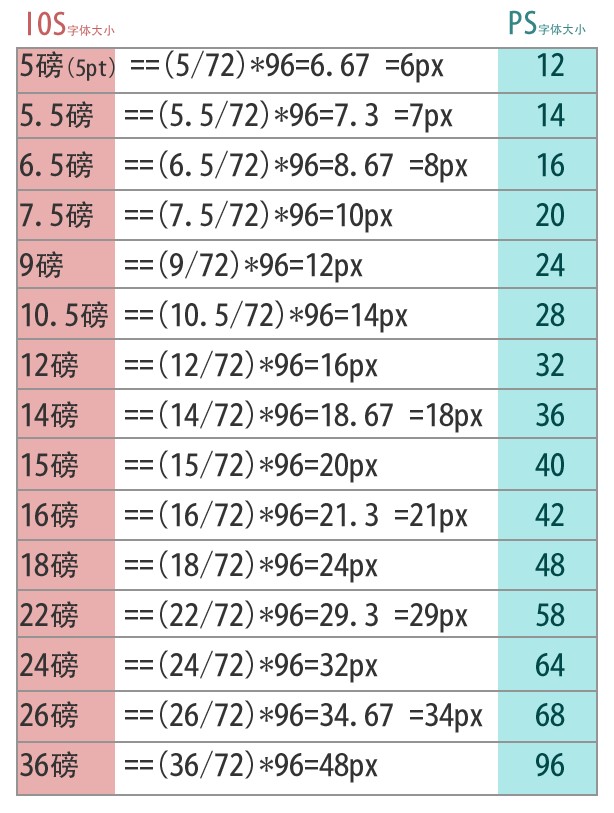 IOS字体大小 PS字体大小
5磅(5pt) ==(5/72)*96=6.67 =6px 12
5.5磅 ==(5.5/72)*96=7.3 =7px 14
6.5磅 ==(6.5/72)*96=8.67 =8px 16
7.5磅 ==(7.5/72)*96=10px 20
9磅 ==(9/72)*96=12px 24
10.5磅 ==(10.5/72)*96=14px 28
12磅 ==(12/72)*96=16px 32
14磅 ==(14/72)*96=18.67 =18px 36
15磅 ==(15/72)*96=20px 40
16磅 ==(16/72)*96=21.3 =21px 42
18磅 ==(18/72)*96=24px 48
22磅 ==(22/72)*96=29.3 =29px 58
24磅 ==(24/72)*96=32px 64
26磅 ==(26/72)*96=34.67 =34px 68
36磅 ==(36/72)*96=48px 96